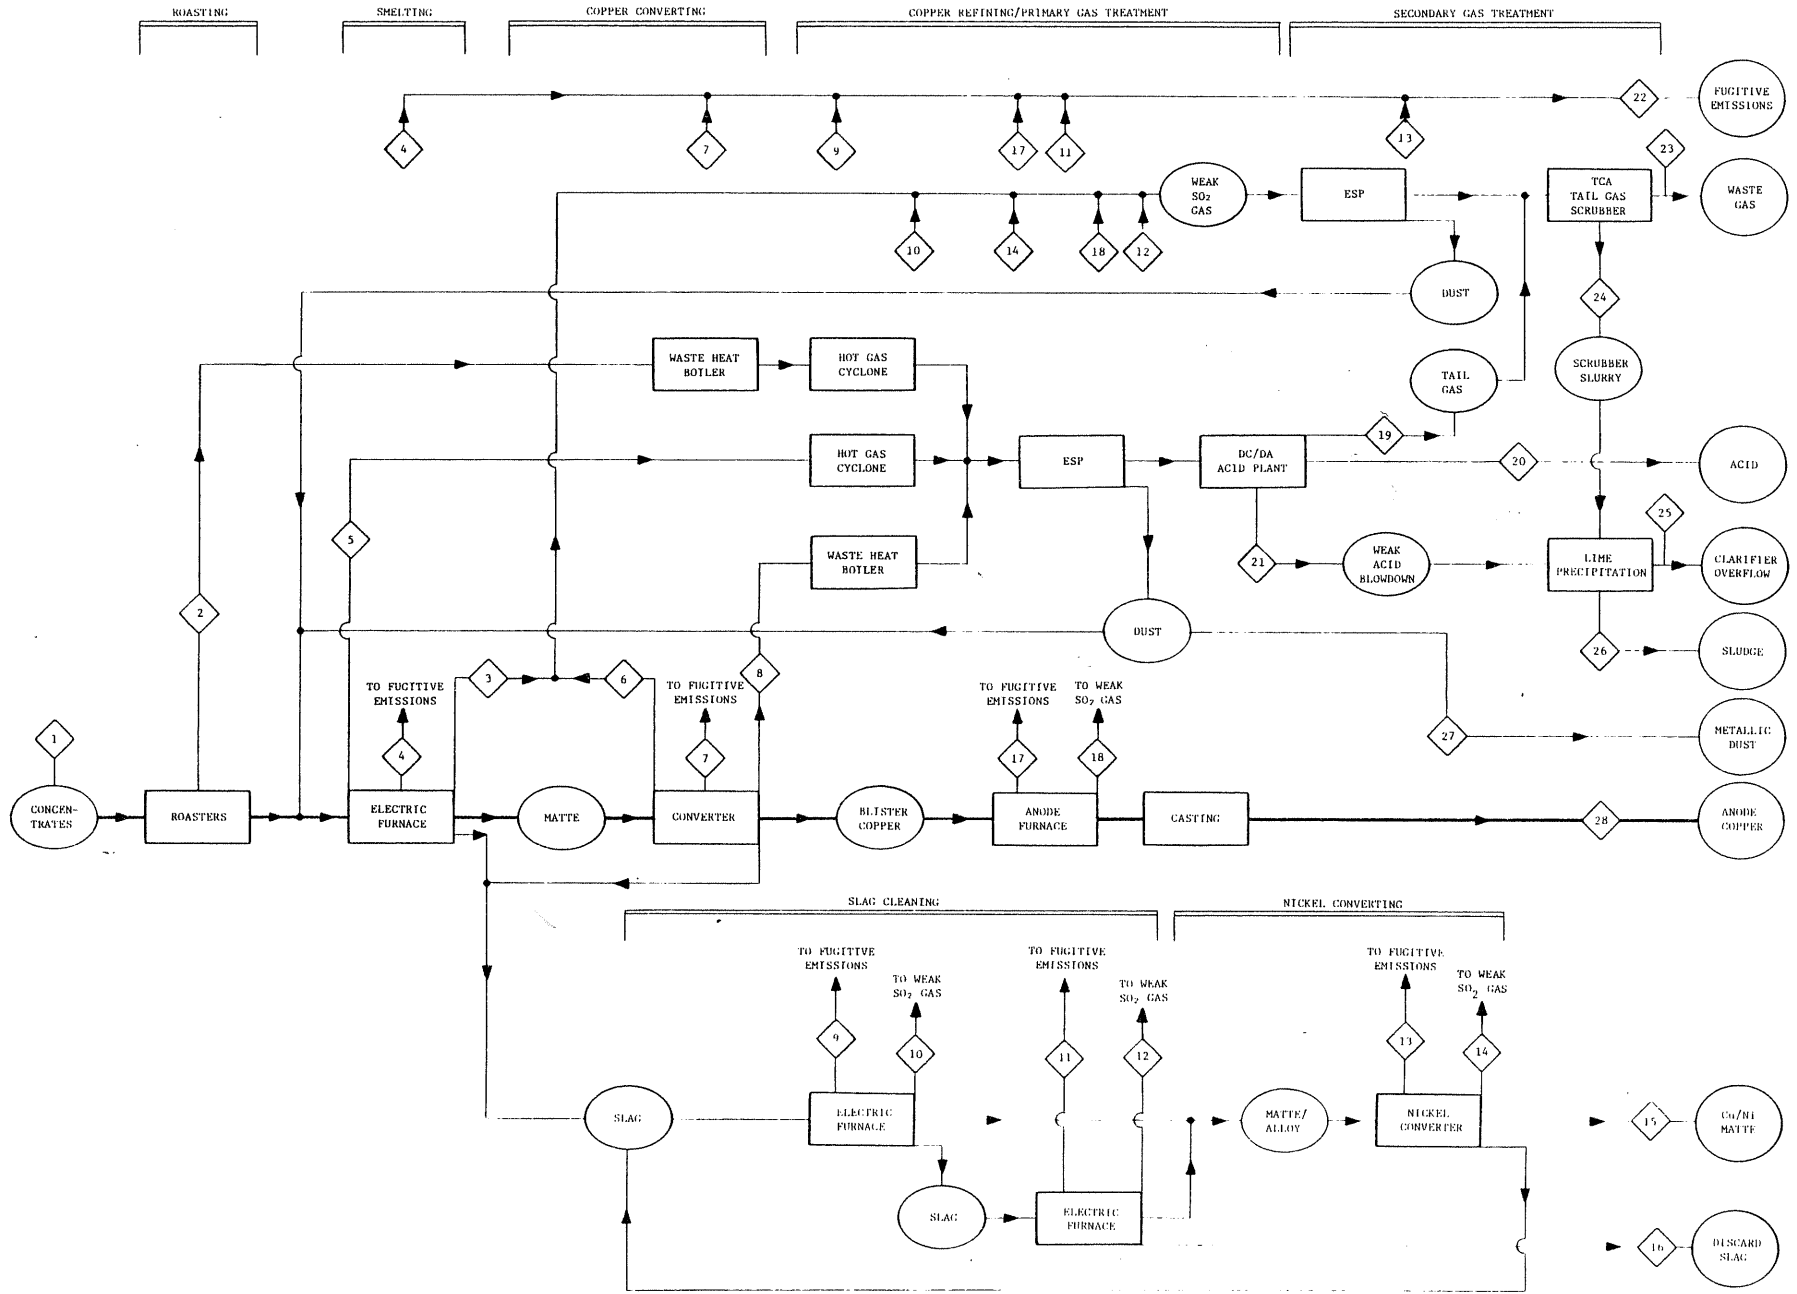 ROASTING
SMELTING
COPPER CONVERTING
COPPER REFINING/PRIMARY GAS TREATMENT
SECONDARY GAS TREATMENT
22
FUGITIVE
EMISSIONS
4
7
9
17
11
13
23
WEAK
SO₂
GAS
ESP
TCA
TAIL GAS
SCRUBBER
WASTE
GAS
10
14
18
12
DUST
24
WASTE HEAT
BOILER
HOT GAS
CYCLONE
TAIL
GAS
SCRUBBER
SLURRY
19
HOT GAS
CYCLONE
ESP
DC/DA
ACID PLANT
20
ACID
5
25
WASTE HEAT
BOILER
21
WEAK
ACID
BLOWDOWN
LIME
PRECIPITATION
CLARIFIER
OVERFLOW
2
DUST
26
SLUDGE
3
6
8
TO FUGITIVE
EMISSIONS
TO FUGITIVE
EMISSIONS
TO FUGITIVE
EMISSIONS
TO WEAK
SO₂ GAS
1
4
7
17
18
27
METALLIC
DUST
CONCEN-
TRATES
ROASTERS
ELECTRIC
FURNACE
MATTE
CONVERTER
BLISTER
COPPER
ANODE
FURNACE
CASTING
28
ANODE
COPPER
SLAG CLEANING
NICKEL CONVERTING
TO FUGITIVE
EMISSIONS
TO WEAK
SO₂ GAS
TO FUGITIVE
EMISSIONS
TO WEAK
SO₂ GAS
TO FUGITIVE
EMISSIONS
TO WEAK
SO₂ GAS
9
10
11
12
13
14
SLAG
ELECTRIC
FURNACE
MATTE/
ALLOY
NICKEL
CONVERTER
15
Cu/Ni
MATTE
SLAG
ELECTRIC
FURNACE
16
DISCARD
SLAG